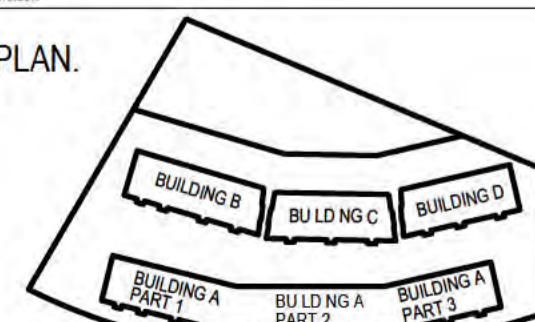 PLAN.
BUILDING B
BU LD NG C
BUILDING D
BUILDING A
PART 1
BU LD NG A
PART 2
BUILDING A
PART 3